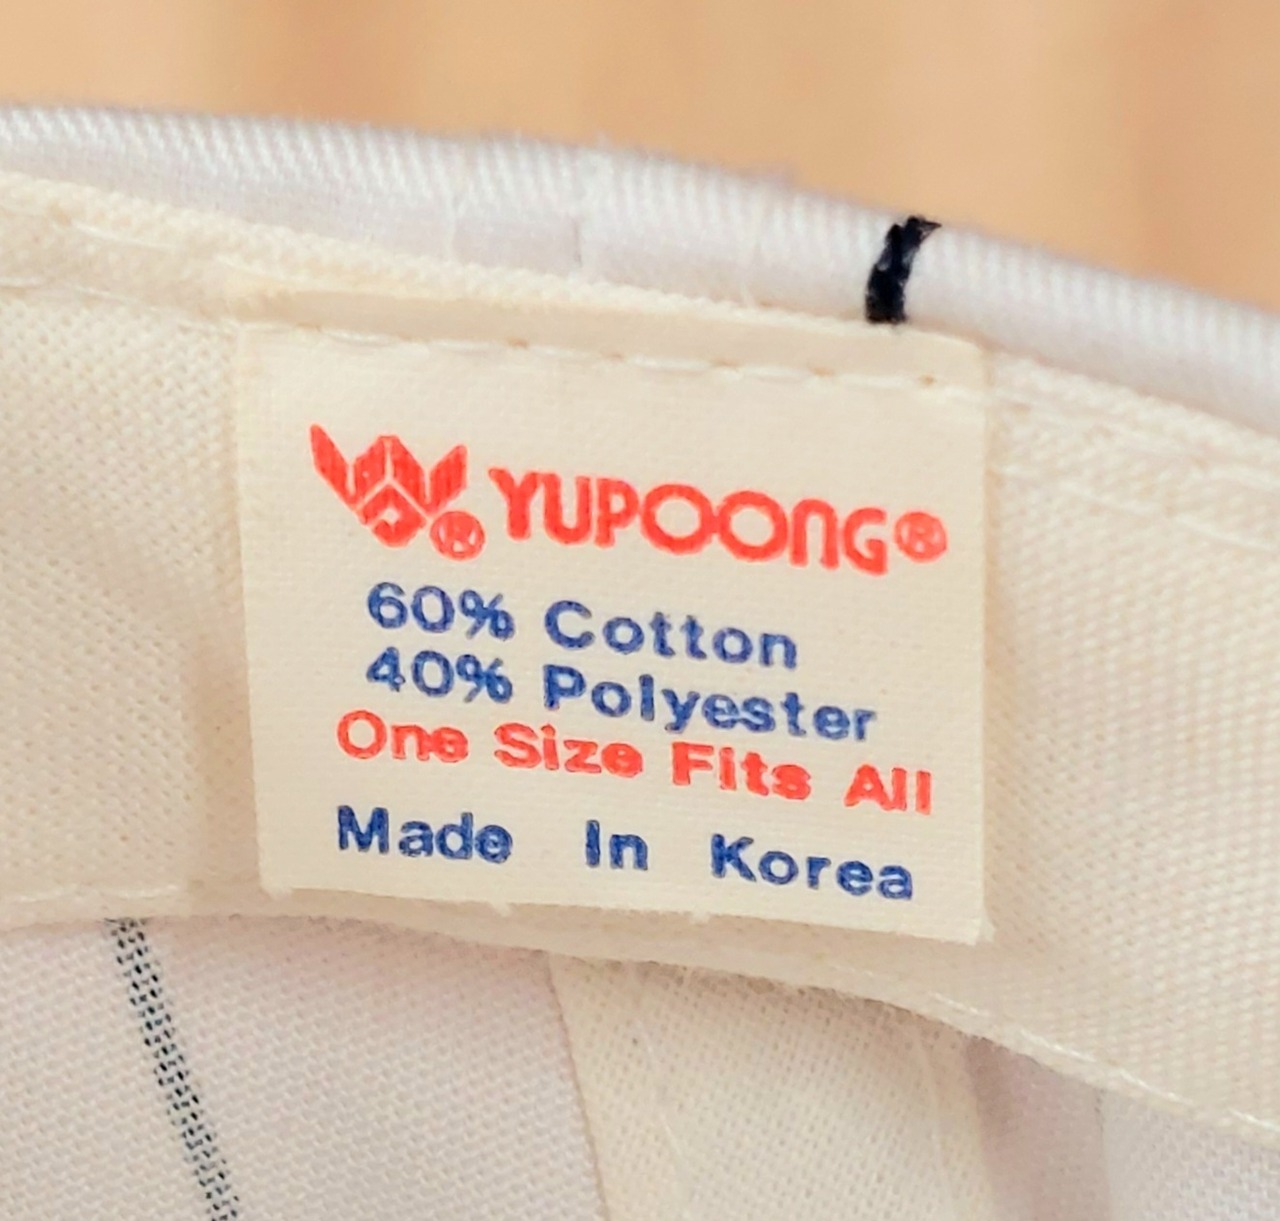 ® YUPOONG®
60% Cotton
40% Polyester
One Size Fits All
Made In Korea